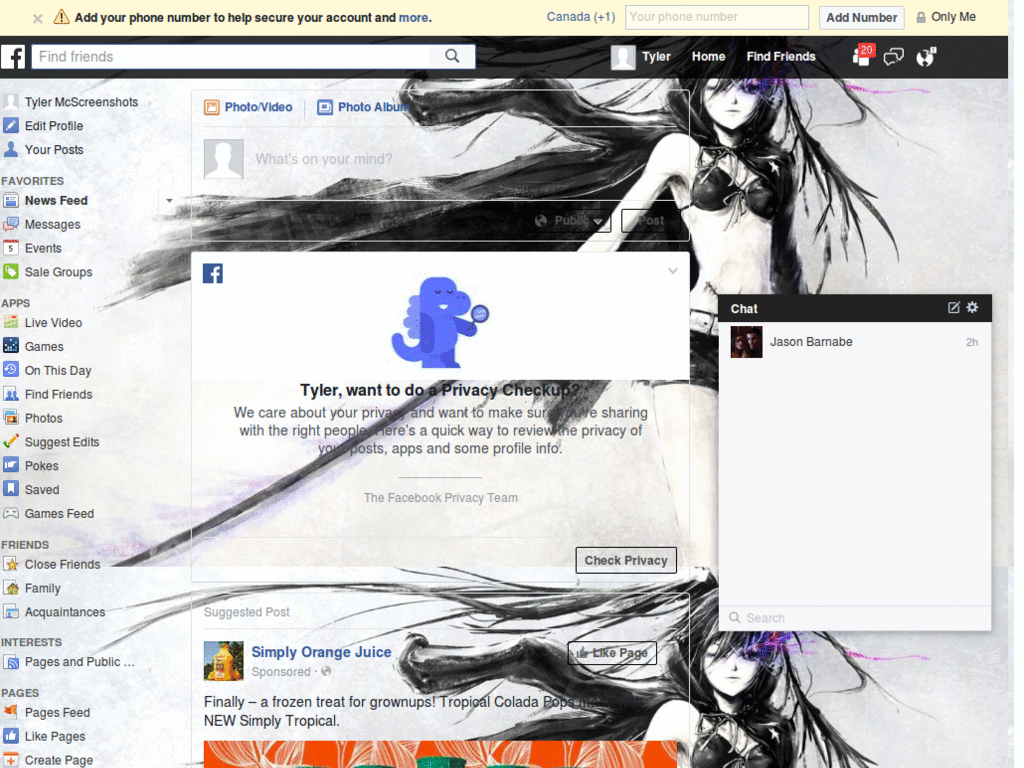 Add your phone number to help secure your account and more.
Canada (+1)
Your phone number
Add Number
Only Me
Find friends
Tyler
Home
Find Friends
20
Tyler McScreenshots
Edit Profile
Your Posts
FAVORITES
News Feed
Messages
Events
Sale Groups
APPS
Live Video
Games
On This Day
Find Friends
Photos
Suggest Edits
Pokes
Saved
Games Feed
FRIENDS
Close Friends
Family
Acquaintances
INTERESTS
Pages and Public ...
PAGES
Pages Feed
Like Pages
Create Page
Photo/Video
Photo Album
What's on your mind?
Public
Post
Tyler, want to do a Privacy Checkup?
We care about your privacy and want to make sure you're sharing
with the right people. Here's a quick way to review the privacy of
your posts, apps and some profile info.
The Facebook Privacy Team
Check Privacy
Suggested Post
Simply Orange Juice
Sponsored ·
Like Page
Finally – a frozen treat for grownups! Tropical Colada Pops
NEW Simply Tropical.
Chat
Jason Barnabe
2h
Search